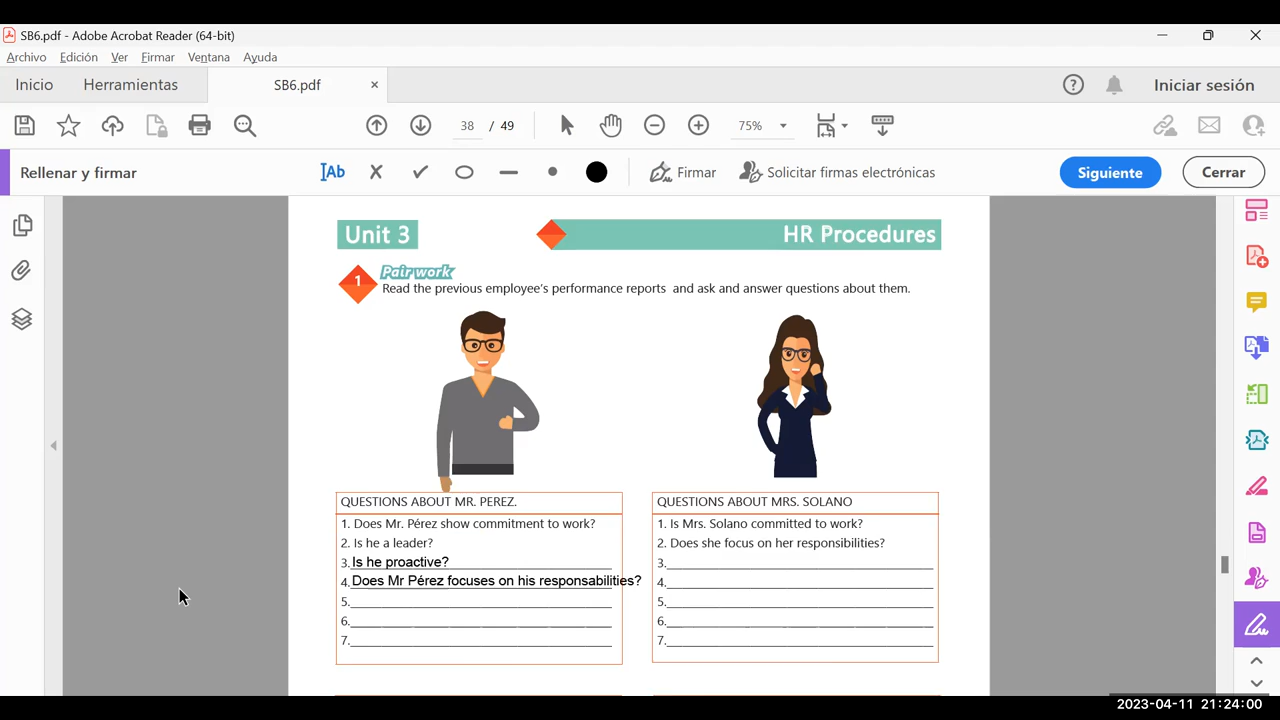 SB6.pdf - Adobe Acrobat Reader (64-bit)
Archivo Edición Ver Firmar Ventana Ayuda
Inicio Herramientas SB6.pdf × Iniciar sesión
38 / 49 75%
Rellenar y firmar Ab Firmar Solicitar firmas electrónicas Siguiente Cerrar
Unit 3 HR Procedures
1 Pair work
Read the previous employee's performance reports and ask and answer questions about them.
QUESTIONS ABOUT MR. PEREZ.
1. Does Mr. Pérez show commitment to work?
2. Is he a leader?
3. Is he proactive?
4. Does Mr Pérez focuses on his responsabilities?
5.
6.
7.
QUESTIONS ABOUT MRS. SOLANO
1. Is Mrs. Solano committed to work?
2. Does she focus on her responsibilities?
3.
4.
5.
6.
7.
2023-04-11 21:24:00